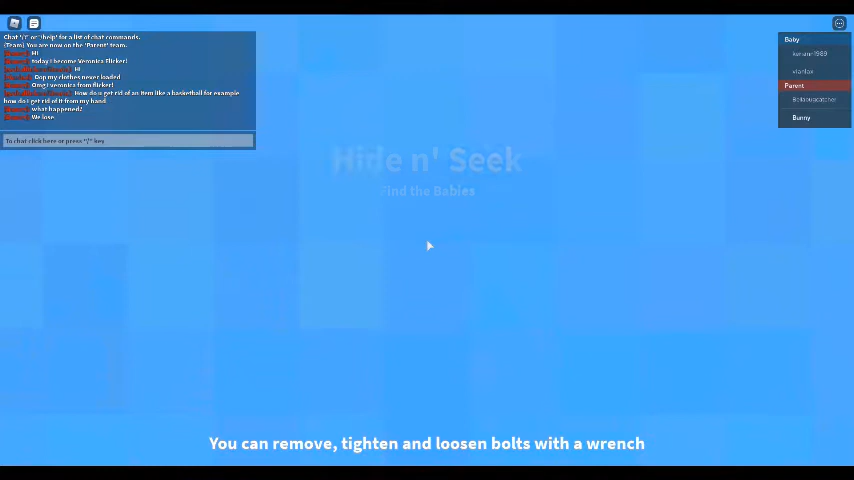 Chat '/?' or '/help' for a list of chat commands.
{Team} You are now on the 'Parent' team.
Hi
today I become Veronica Flicker!
Hi
Dap my clothes never loaded
Omg I veronica from flicker!
How do u get rid of an item like a basketball for example
how do I get rid of it from my hand
what happened?
We lose
To chat click here or press "/" key
Baby
Parent
Bellabuacatcher
Bunny
Hide n' Seek
Find the Babies
You can remove, tighten and loosen bolts with a wrench